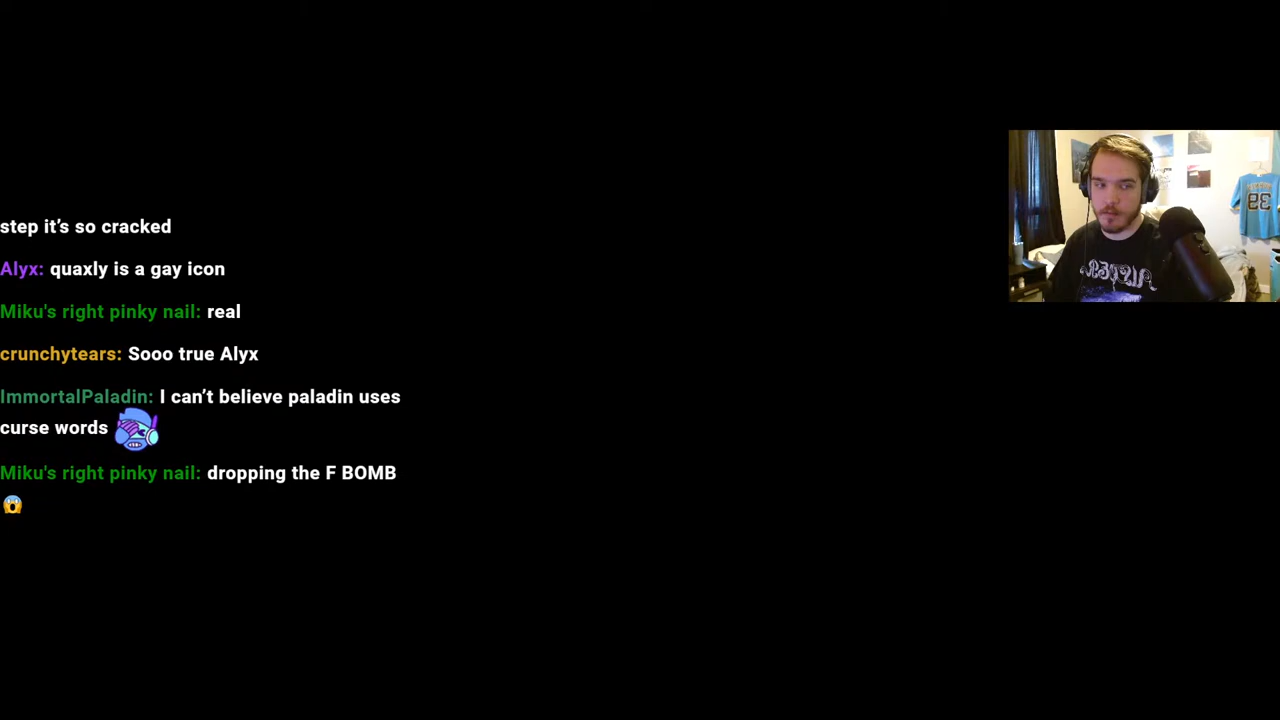 step it’s so cracked
Alyx: quaxly is a gay icon
Miku's right pinky nail: real
crunchytears: Sooo true Alyx
ImmortalPaladin: I can’t believe paladin uses
curse words
Miku's right pinky nail: dropping the F BOMB